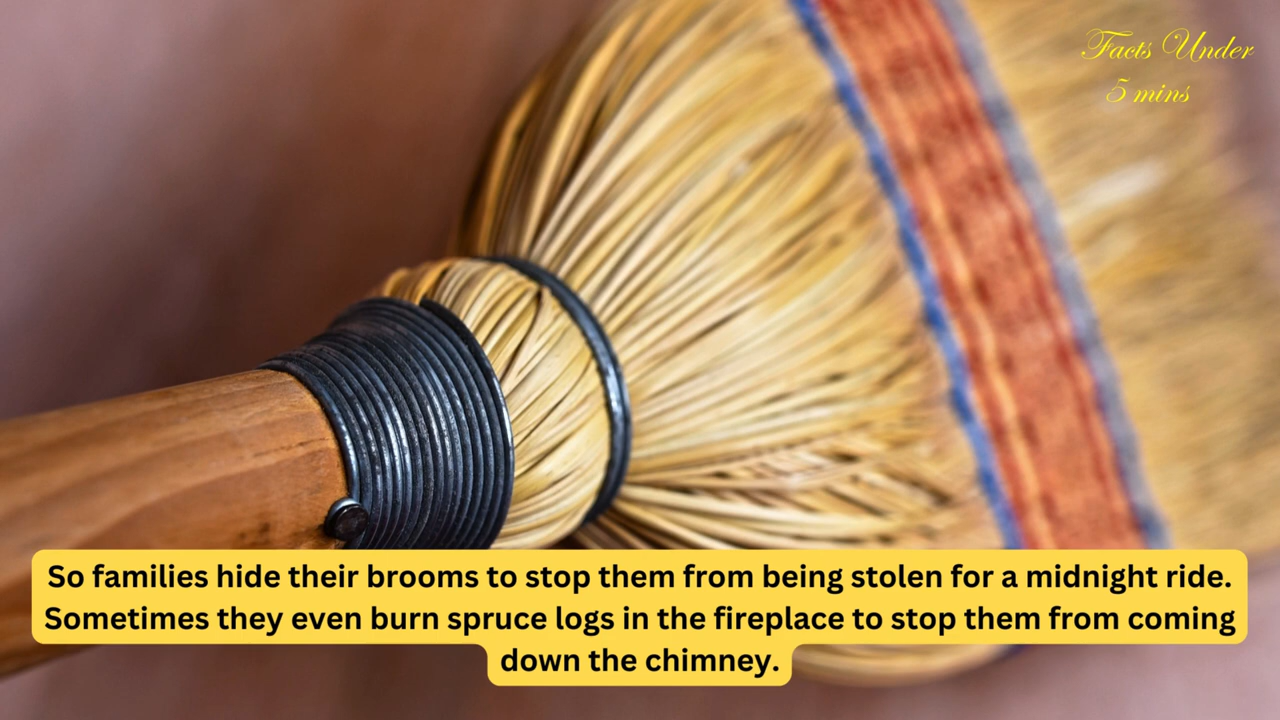 Facts Under
5 mins
So families hide their brooms to stop them from being stolen for a midnight ride.
Sometimes they even burn spruce logs in the fireplace to stop them from coming
down the chimney.